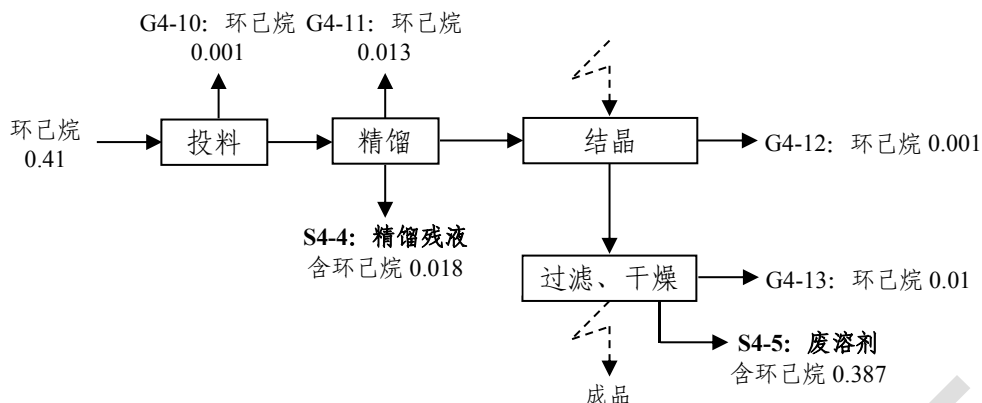 G4-10：环己烷
0.001
G4-11：环己烷
0.013
环己烷
0.41
投料
精馏
结晶
G4-12：环己烷 0.001
S4-4：精馏残液
含环己烷 0.018
过滤、干燥
G4-13：环己烷 0.01
S4-5：废溶剂
含环己烷 0.387
成品